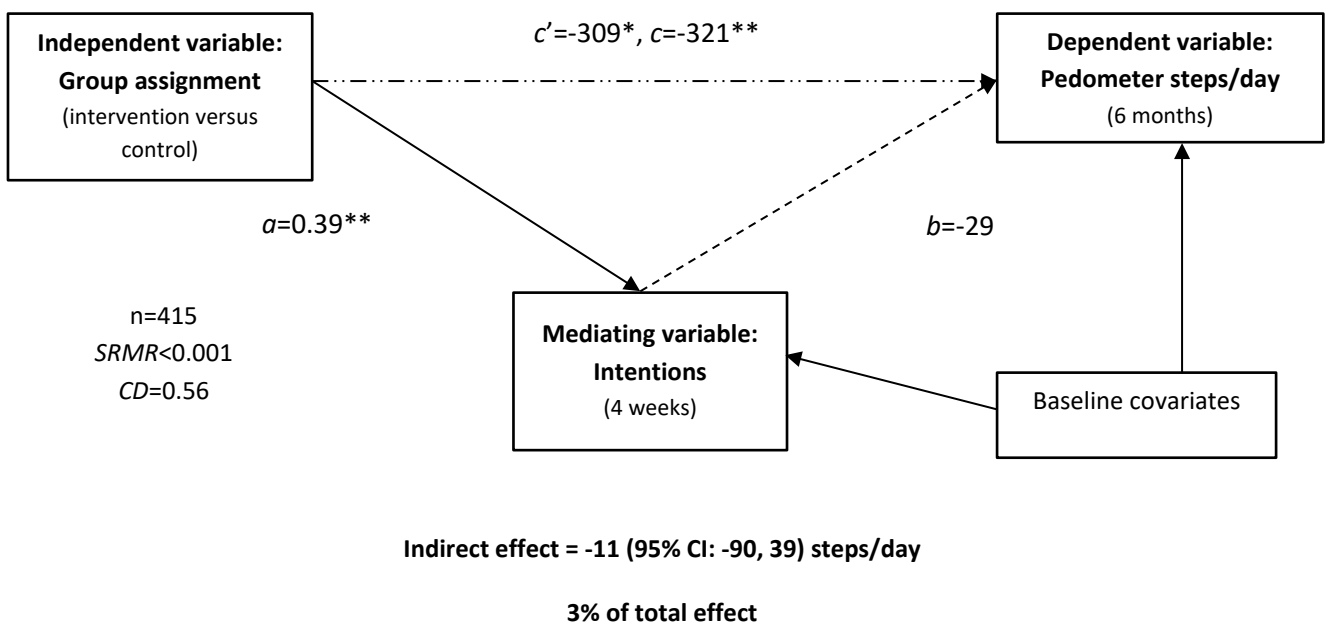 Independent variable:
Group assignment
(intervention versus
control)
c’=-309*, c=-321**
Dependent variable:
Pedometer steps/day
(6 months)
a=0.39**
b=-29
n=415
SRMR<0.001
CD=0.56
Mediating variable:
Intentions
(4 weeks)
Baseline covariates
Indirect effect = -11 (95% CI: -90, 39) steps/day
3% of total effect